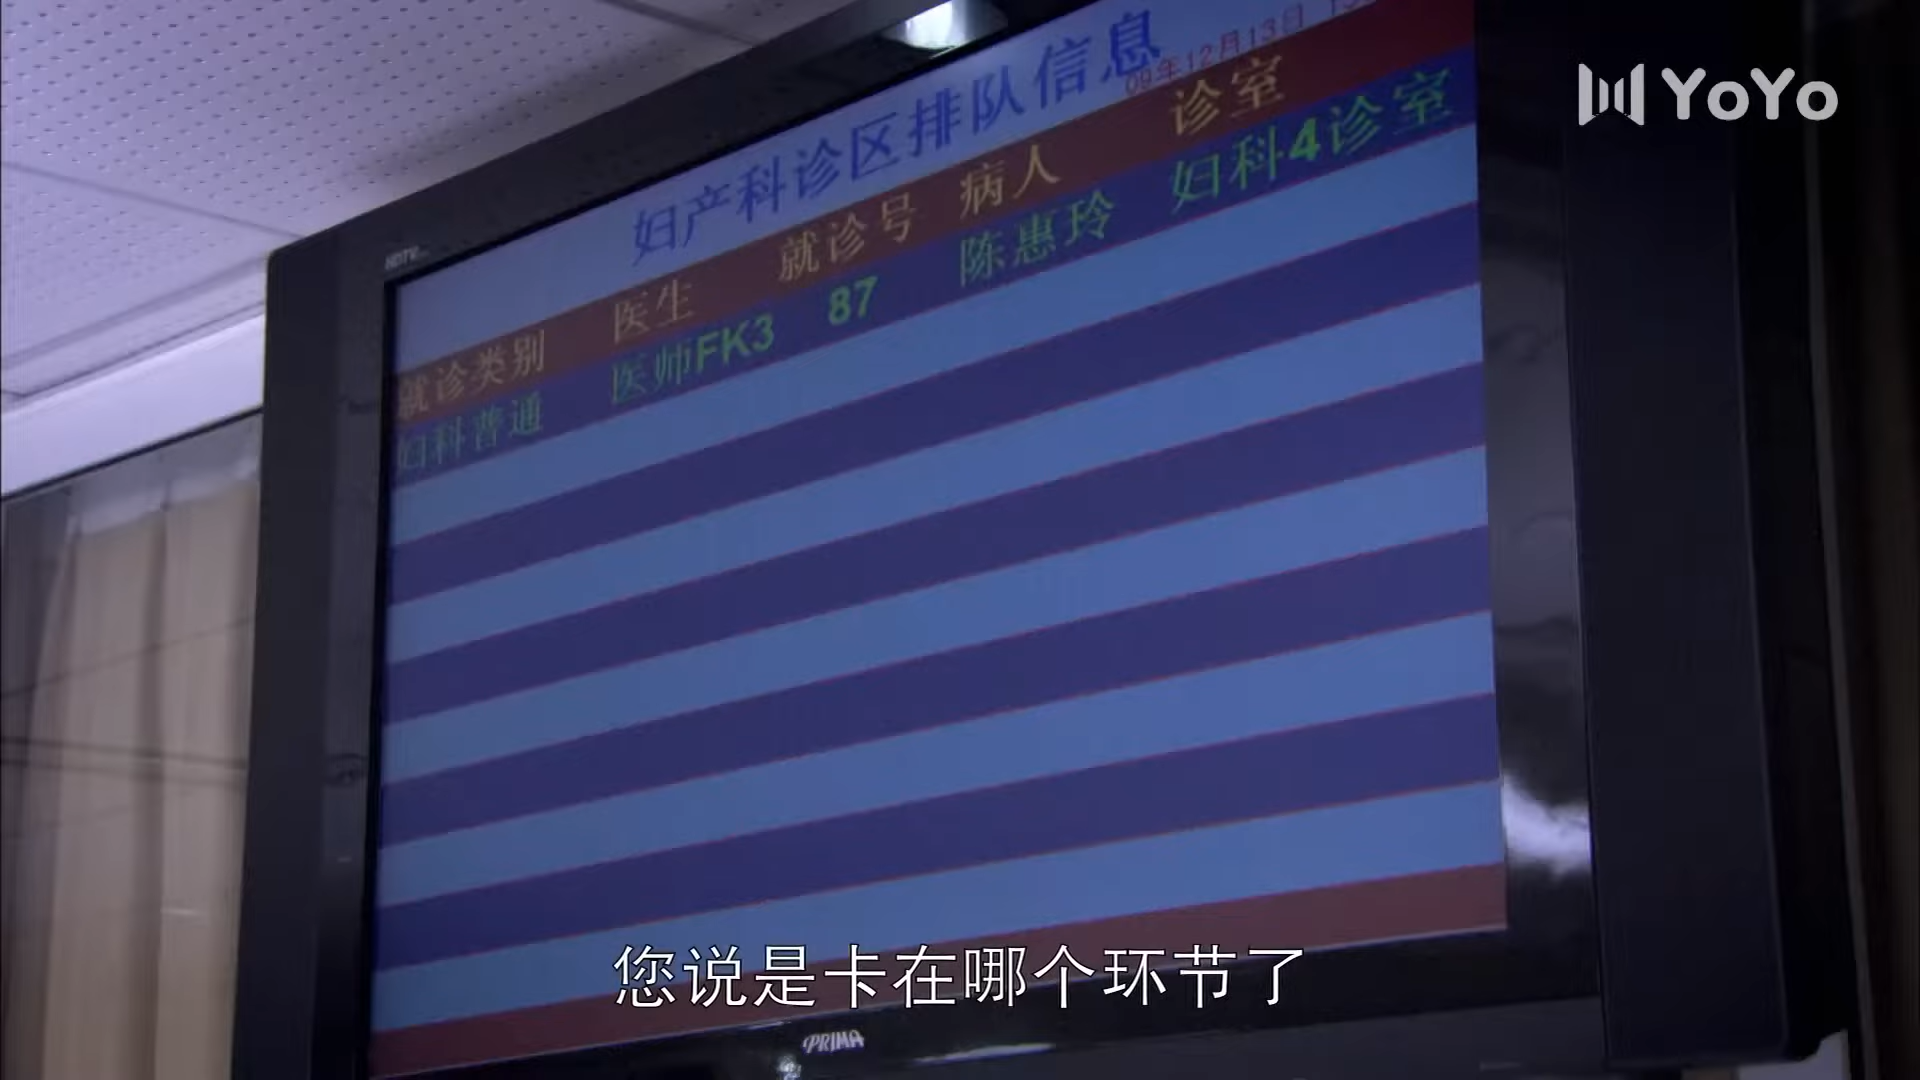 YoYo
妇产科诊区排队信息
09年12月13日
就诊类别 医生 就诊号 病人 诊室
妇科普通 医师FK3 87 陈惠玲 妇科4诊室
HDTV
您说是卡在哪个环节了
PRIMA